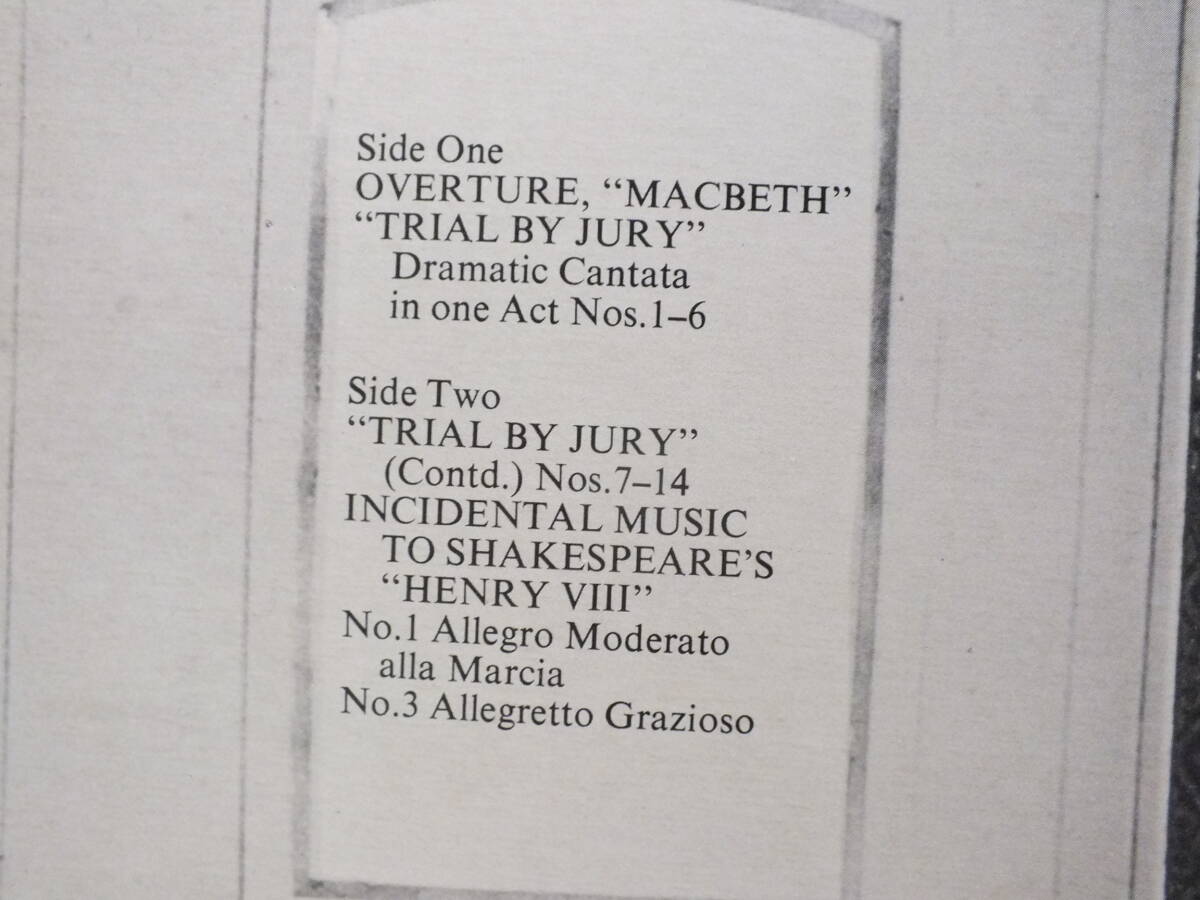 Side One
OVERTURE, “MACBETH”
“TRIAL BY JURY”
Dramatic Cantata
in one Act Nos.1–6
Side Two
“TRIAL BY JURY”
(Contd.) Nos.7–14
INCIDENTAL MUSIC
TO SHAKESPEARE’S
“HENRY VIII”
No.1 Allegro Moderato
alla Marcia
No.3 Allegretto Grazioso